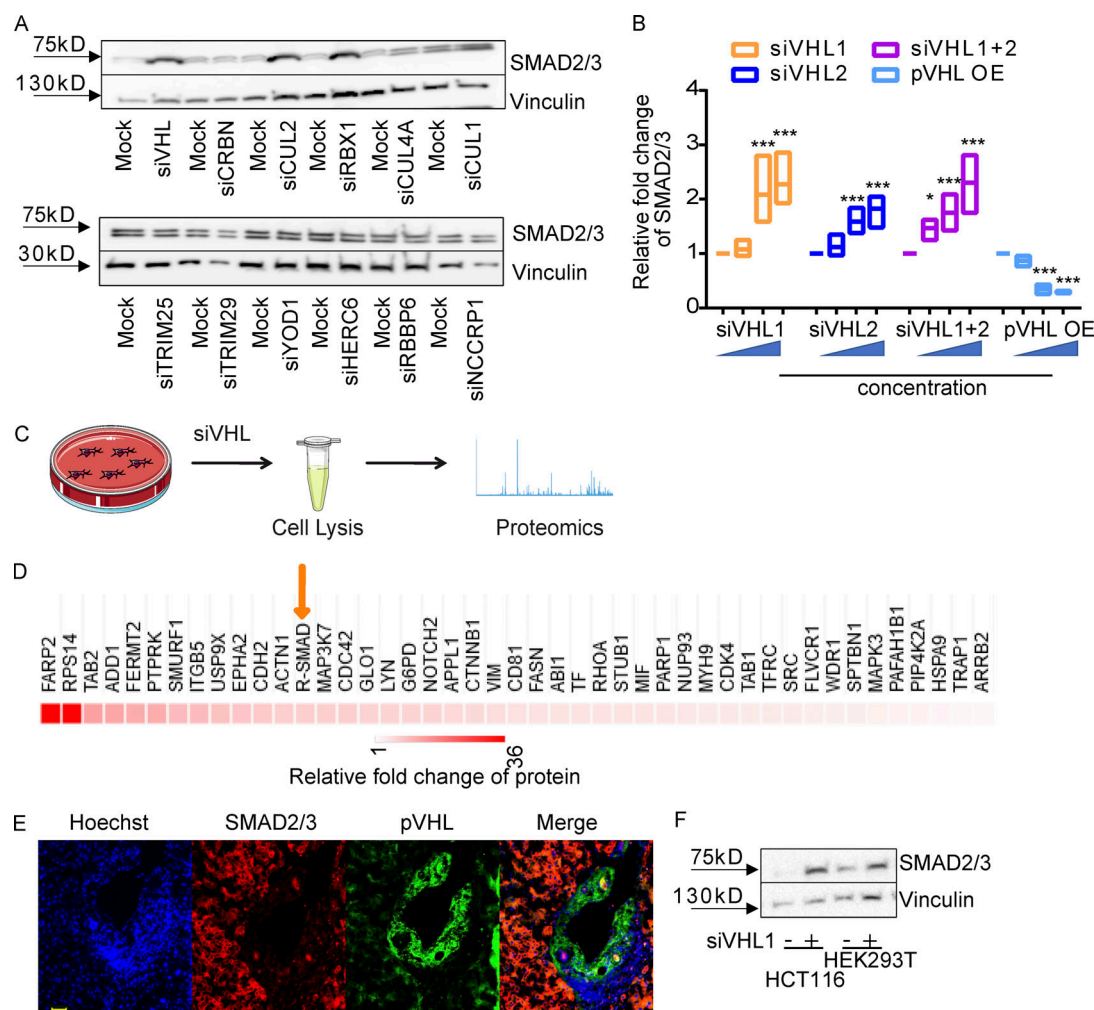 A
75kD
SMAD2/3
130kD
Vinculin
Mock
siVHL
Mock
siCRBN
Mock
siCUL2
Mock
siRBX1
Mock
siCUL4A
Mock
siCUL1
75kD
SMAD2/3
30kD
Vinculin
Mock
siTRIM25
Mock
siTRIM29
Mock
siYOD1
Mock
siHERC6
Mock
siRBBP6
Mock
siNCCRP1
B
siVHL1
siVHL1+2
siVHL2
pVHL OE
Relative fold change
of SMAD2/3
4
3
2
1
0
*** ***
*** ***
* *** ***
*** ***
siVHL1 siVHL2 siVHL1+2 pVHL OE
concentration
C
siVHL
Cell Lysis
Proteomics
D
FARP2
RPS14
TAB2
ADD1
FERMT2
PTPRK
SMURF1
ITGB5
USP9X
EPHA2
CDH2
ACTN1
R-SMAD
MAP3K7
CDC42
GLO1
LYN
G6PD
NOTCH2
APPL1
CTNNB1
VIM
CD81
FASN
ABI1
TF
RHOA
STUB1
MIF
PARP1
NUP93
MYH9
CDK4
TAB1
TFRC
SRC
FLVCR1
WDR1
SPTBN1
MAPK3
PAFAH1B1
PIP4K2A
HSPA9
TRAP1
ARRB2
1
36
Relative fold change of protein
E
Hoechst SMAD2/3 pVHL Merge
F
75kD
SMAD2/3
130kD
Vinculin
siVHL1 - + - +
HCT116
HEK293T